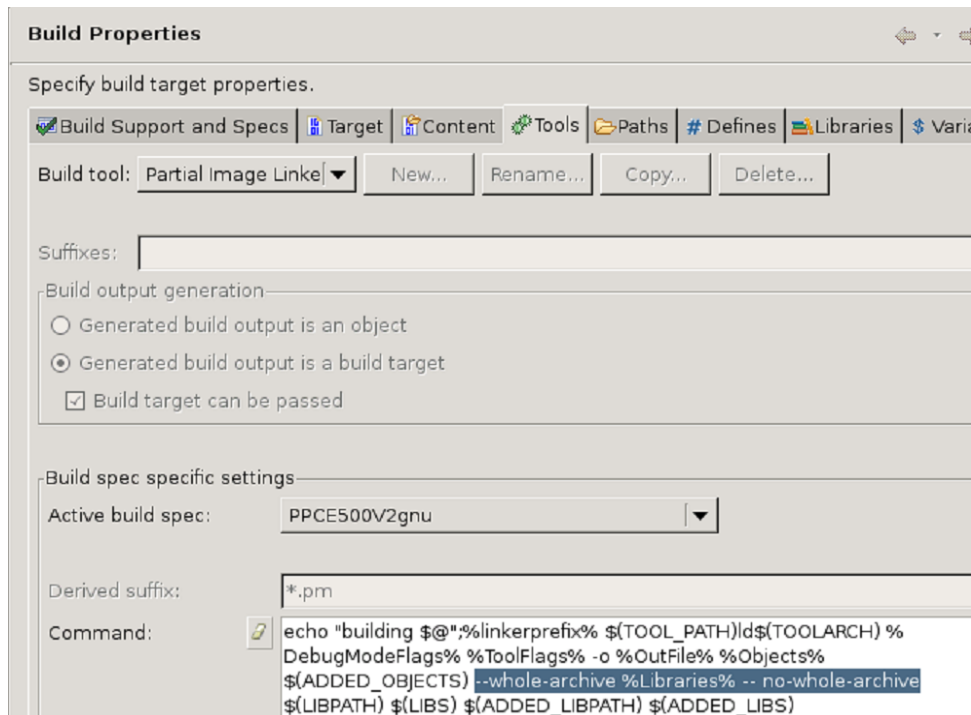 Build Properties
Specify build target properties.
Build Support and Specs Target Content Tools Paths # Defines Libraries $ Varia
Build tool: Partial Image Linke New... Rename... Copy... Delete...
Suffixes:
Build output generation
Generated build output is an object
Generated build output is a build target
Build target can be passed
Build spec specific settings
Active build spec: PPCE500V2gnu
Derived suffix: *.pm
Command: echo "building $@";%linkerprefix% $(TOOL_PATH)ld$(TOOLARCH) %
DebugModeFlags% %ToolFlags% -o %OutFile% %Objects%
$(ADDED_OBJECTS) --whole-archive %Libraries% -- no-whole-archive
$(LIBPATH) $(LIBS) $(ADDED_LIBPATH) $(ADDED_LIBS)